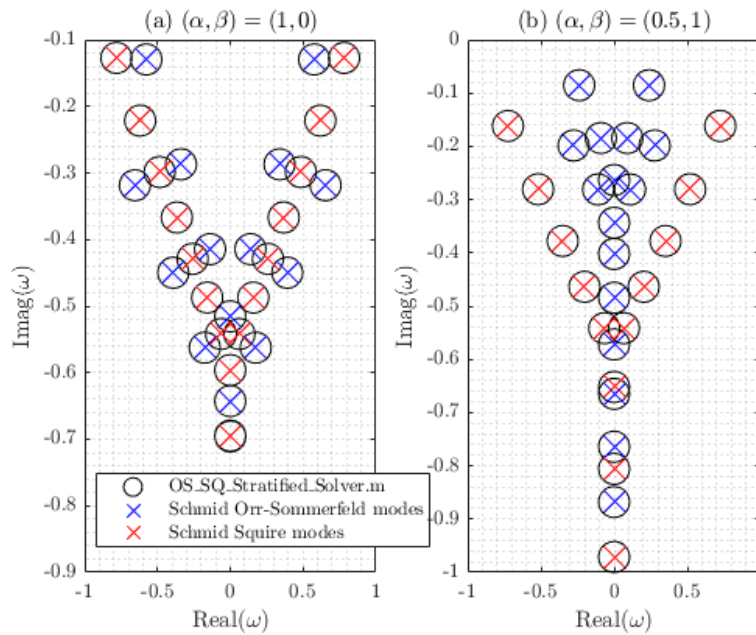 (a) (α, β) = (1, 0)
-0.1
-0.2
-0.3
-0.4
-0.5
-0.6
-0.7
-0.8
-0.9
Imag(ω)
OS_SQ_Stratified_Solver.m
Schmid Orr-Sommerfeld modes
Schmid Squire modes
-1 -0.5 0 0.5 1
Real(ω)
(b) (α, β) = (0.5, 1)
0
-0.1
-0.2
-0.3
-0.4
-0.5
-0.6
-0.7
-0.8
-0.9
-1
Imag(ω)
-1 -0.5 0 0.5
Real(ω)